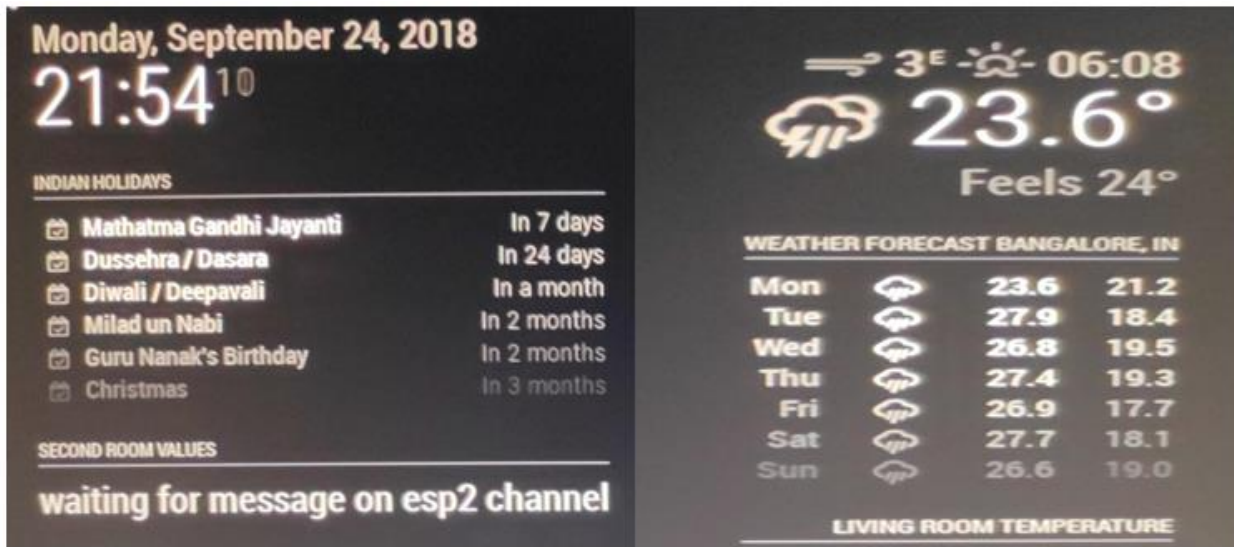 Monday, September 24, 2018
21:54 10
INDIAN HOLIDAYS
Mathatma Gandhi Jayanti In 7 days
Dussehra / Dasara In 24 days
Diwali / Deepavali In a month
Milad un Nabi In 2 months
Guru Nanak's Birthday In 2 months
Christmas In 3 months
SECOND ROOM VALUES
waiting for message on esp2 channel
3 E 06:08
23.6°
Feels 24°
WEATHER FORECAST BANGALORE, IN
Mon 23.6 21.2
Tue 27.9 18.4
Wed 26.8 19.5
Thu 27.4 19.3
Fri 26.9 17.7
Sat 27.7 18.1
Sun 26.6 19.0
LIVING ROOM TEMPERATURE